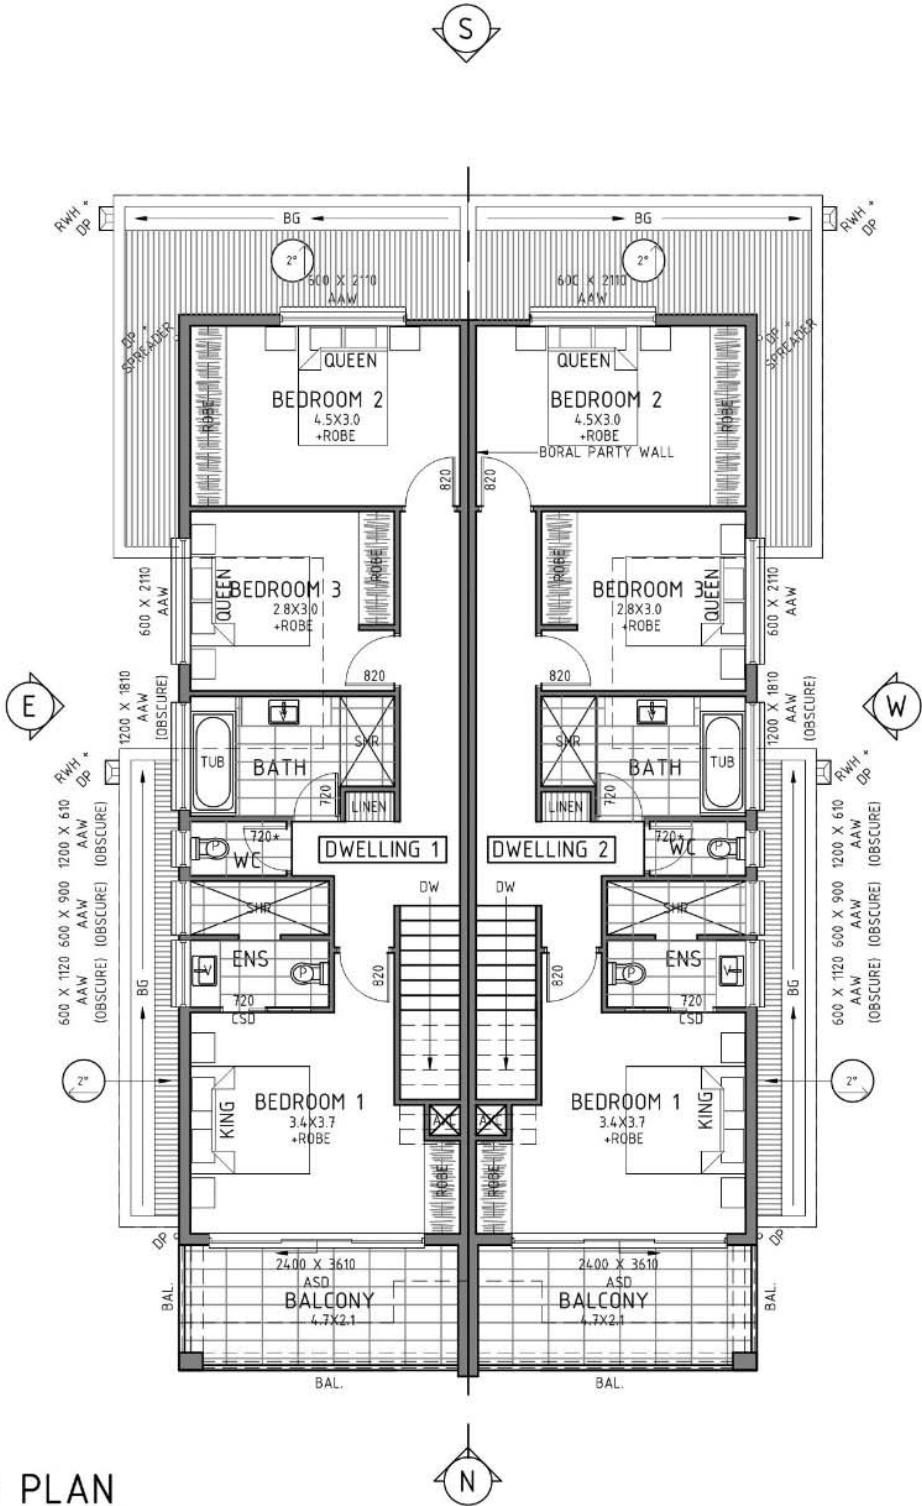 S
RWH +
DP
BG
BG
RWH +
DP
2°
2°
600 X 2110
AAW
600 X 2110
AAW
DP +
SPREADER
DP +
SPREADER
QUEEN
BEDROOM 2
4.5X3.0
+ROBE
ROBE
QUEEN
BEDROOM 2
4.5X3.0
+ROBE
ROBE
BORAL PARTY WALL
820
820
QUEEN
BEDROOM 3
2.8X3.0
+ROBE
ROBE
ROBE
BEDROOM 3
2.8X3.0
+ROBE
QUEEN
600 X 2110
AAW
600 X 2110
AAW
820
820
E
W
1200 X 1810
AAW
(OBSCURE)
1200 X 1810
AAW
(OBSCURE)
TUB
BATH
SHR
SHR
BATH
TUB
RWH +
DP
RWH +
DP
720
LINEN
LINEN
720
1200 X 610
AAW
(OBSCURE)
1200 X 610
AAW
(OBSCURE)
720*
WC
P
DWELLING 1
DWELLING 2
720*
WC
P
600 X 900
AAW
(OBSCURE)
600 X 900
AAW
(OBSCURE)
SHR
DW
DW
SHR
ENS
V
P
720
CSD
820
820
ENS
P
V
720
CSD
600 X 1120
AAW
(OBSCURE)
600 X 1120
AAW
(OBSCURE)
BG
BG
2°
2°
KING
BEDROOM 1
3.4X3.7
+ROBE
BEDROOM 1
3.4X3.7
+ROBE
KING
ROBE
ROBE
DP
DP
2400 X 3610
ASD
BALCONY
4.7X2.1
2400 X 3610
ASD
BALCONY
4.7X2.1
BAL.
BAL.
BAL.
BAL.
N
PLAN